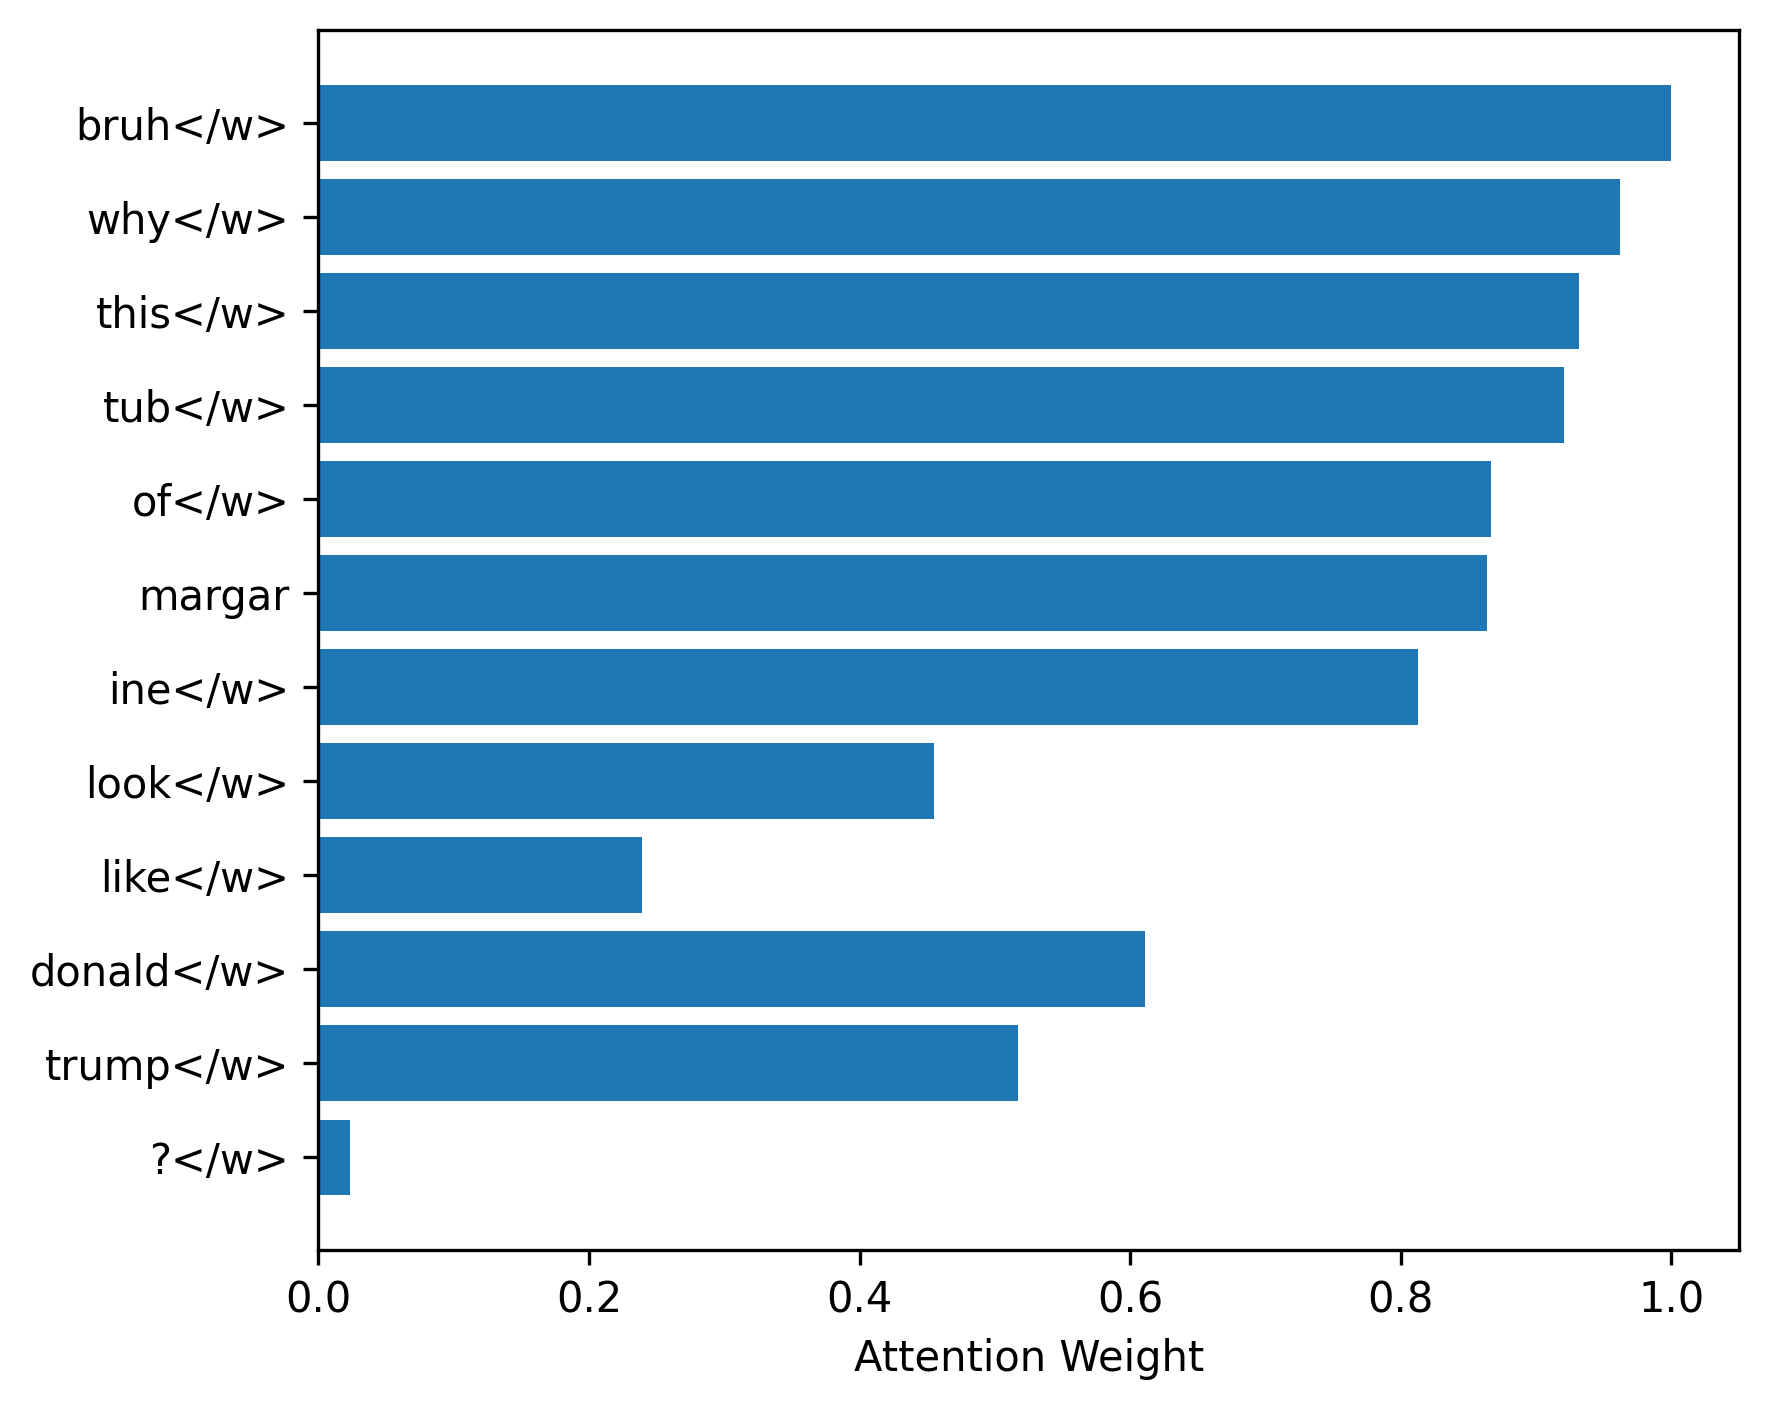 bruh</w>
why</w>
this</w>
tub</w>
of</w>
margar
ine</w>
look</w>
like</w>
donald</w>
trump</w>
?</w>
0.0 0.2 0.4 0.6 0.8 1.0
Attention Weight